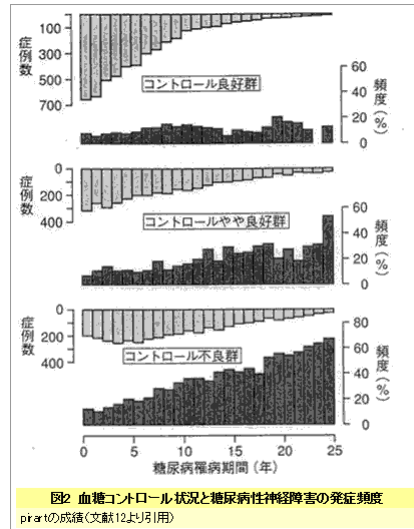 100
300
500
700
症例数
コントロール良好群
60
40
20
0
頻度(%)
0
200
400
症例数
コントロールやや良好群
60
40
20
0
頻度(%)
0
200
400
症例数
コントロール不良群
80
60
40
20
0
頻度(%)
0 5 10 15 20 25
糖尿病罹病期間(年)
図2 血糖コントロール状況と糖尿病性神経障害の発症頻度
pirartの成績(文献12より引用)